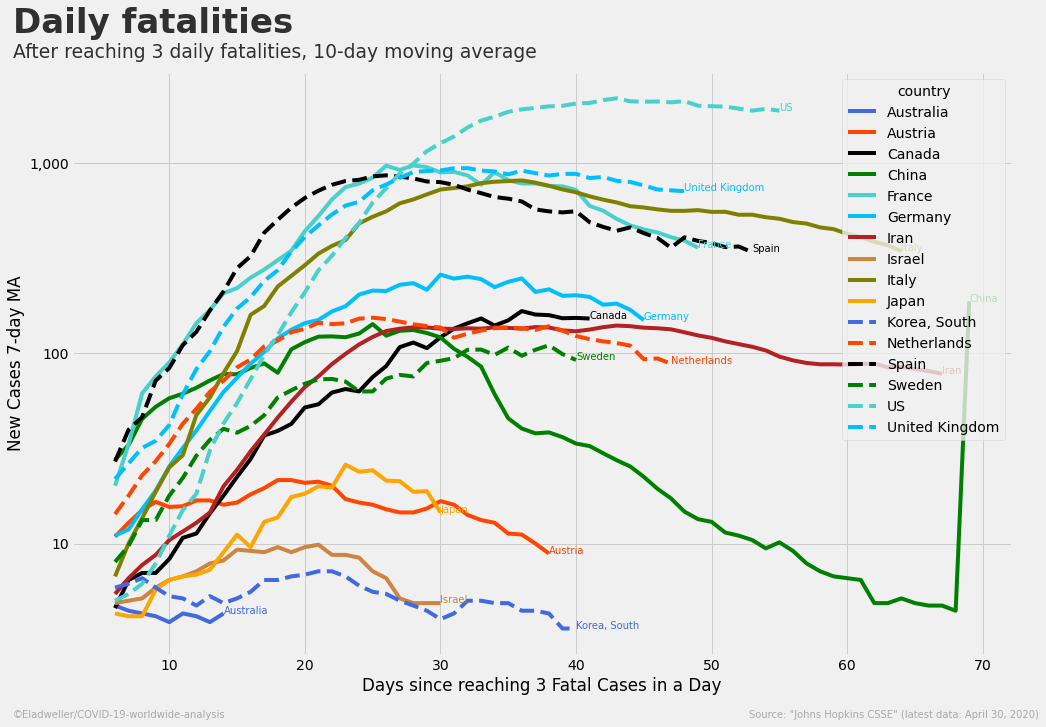 Daily fatalities
After reaching 3 daily fatalities, 10-day moving average
New Cases 7-day MA
1,000
100
10
10
20
30
40
50
60
70
Days since reaching 3 Fatal Cases in a Day
country
Australia
Austria
Canada
China
France
Germany
Iran
Israel
Italy
Japan
Korea, South
Netherlands
Spain
Sweden
US
United Kingdom
US
United Kingdom
France
Spain
Italy
China
Canada
Germany
Sweden
Netherlands
Iran
Japan
Austria
Israel
Australia
Korea, South
©Eladweller/COVID-19-worldwide-analysis
Source: "Johns Hopkins CSSE" (latest data: April 30, 2020)